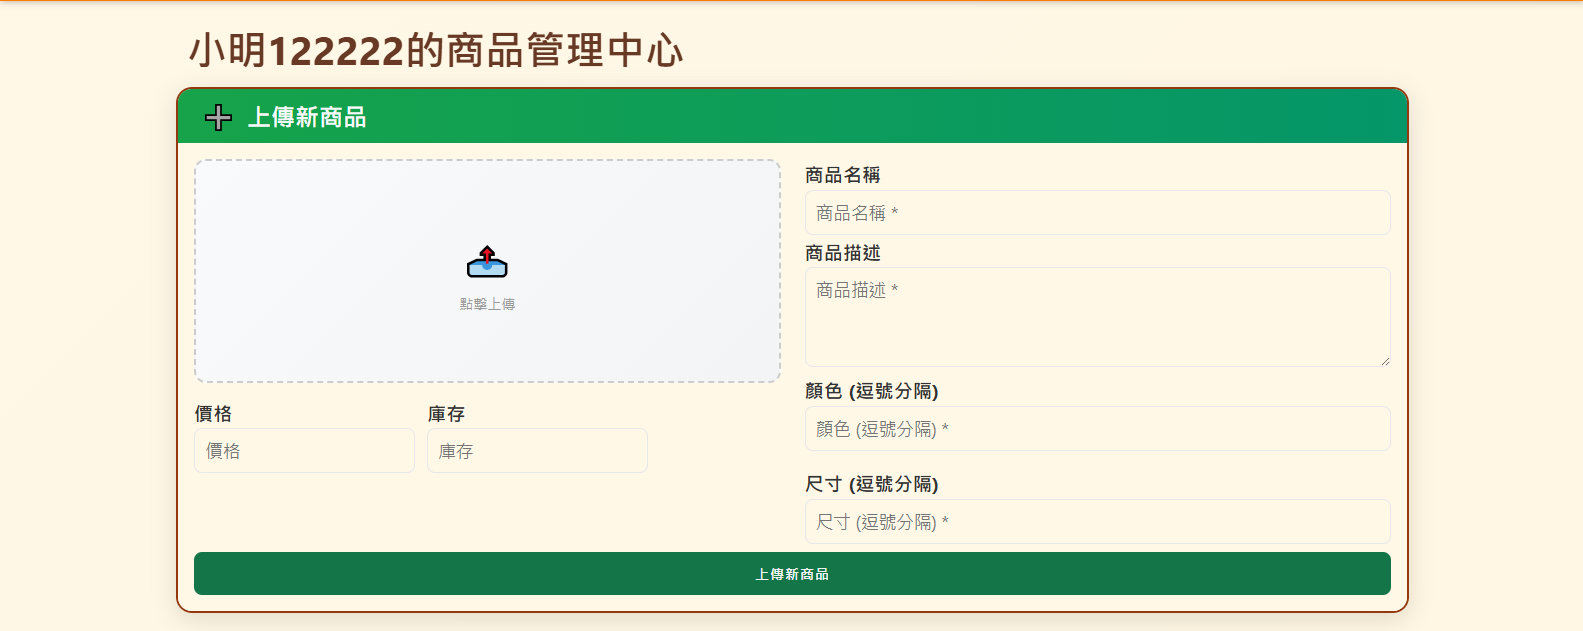 小明122222的商品管理中心
上傳新商品
點擊上傳
價格
價格
庫存
庫存
商品名稱
商品名稱 *
商品描述
商品描述 *
顏色 (逗號分隔)
顏色 (逗號分隔) *
尺寸 (逗號分隔)
尺寸 (逗號分隔) *
上傳新商品